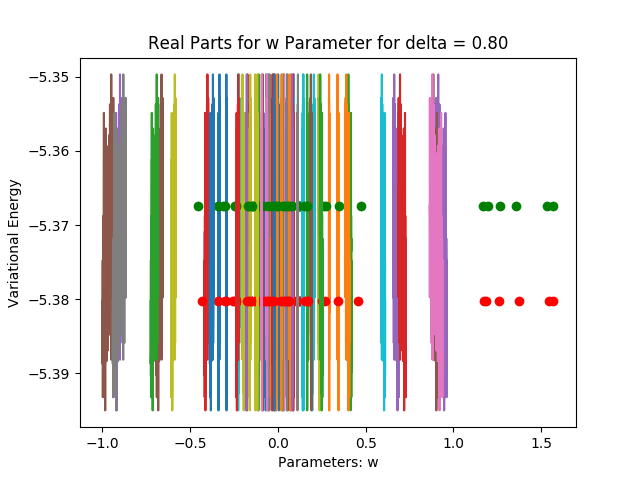 Real Parts for w Parameter for delta = 0.80
−5.35
−5.36
−5.37
−5.38
−5.39
Variational Energy
−1.0 −0.5 0.0 0.5 1.0 1.5
Parameters: w